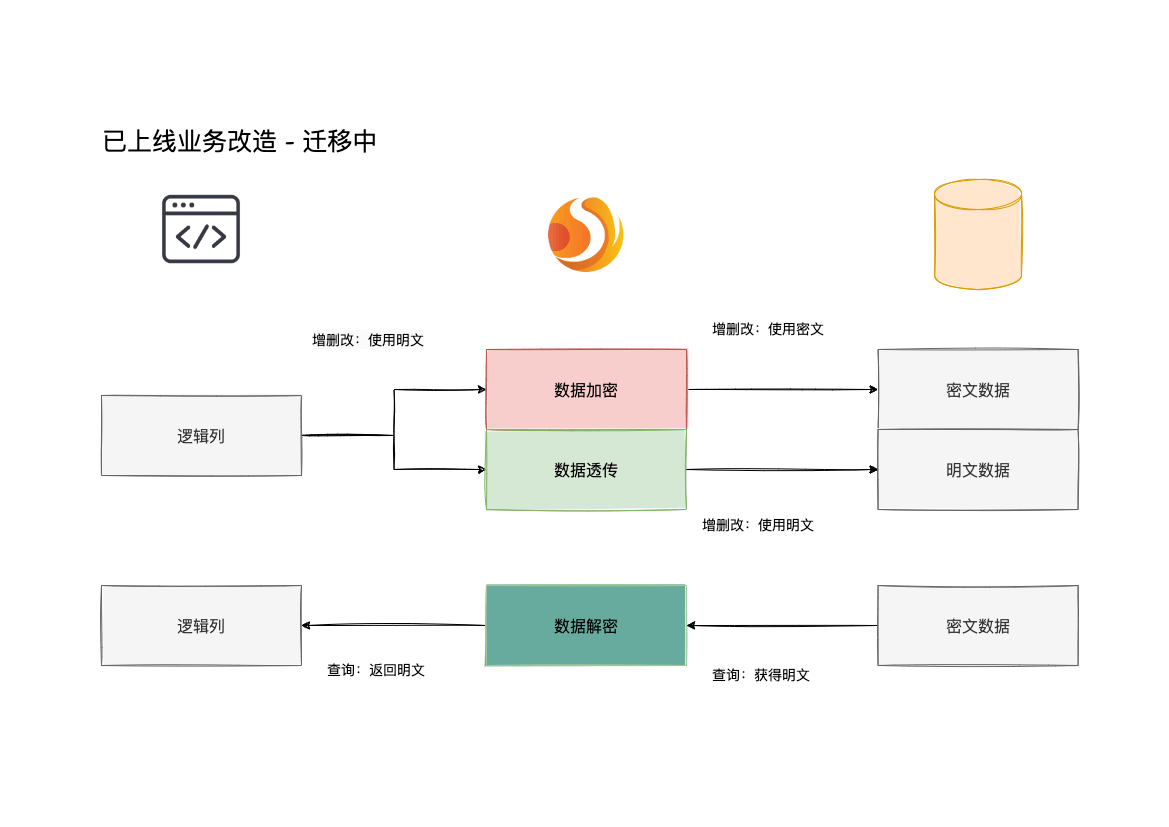 已上线业务改造 - 迁移中
</>
增删改：使用明文
增删改：使用密文
逻辑列
数据加密
密文数据
数据透传
明文数据
增删改：使用明文
逻辑列
数据解密
密文数据
查询：返回明文
查询：获得明文